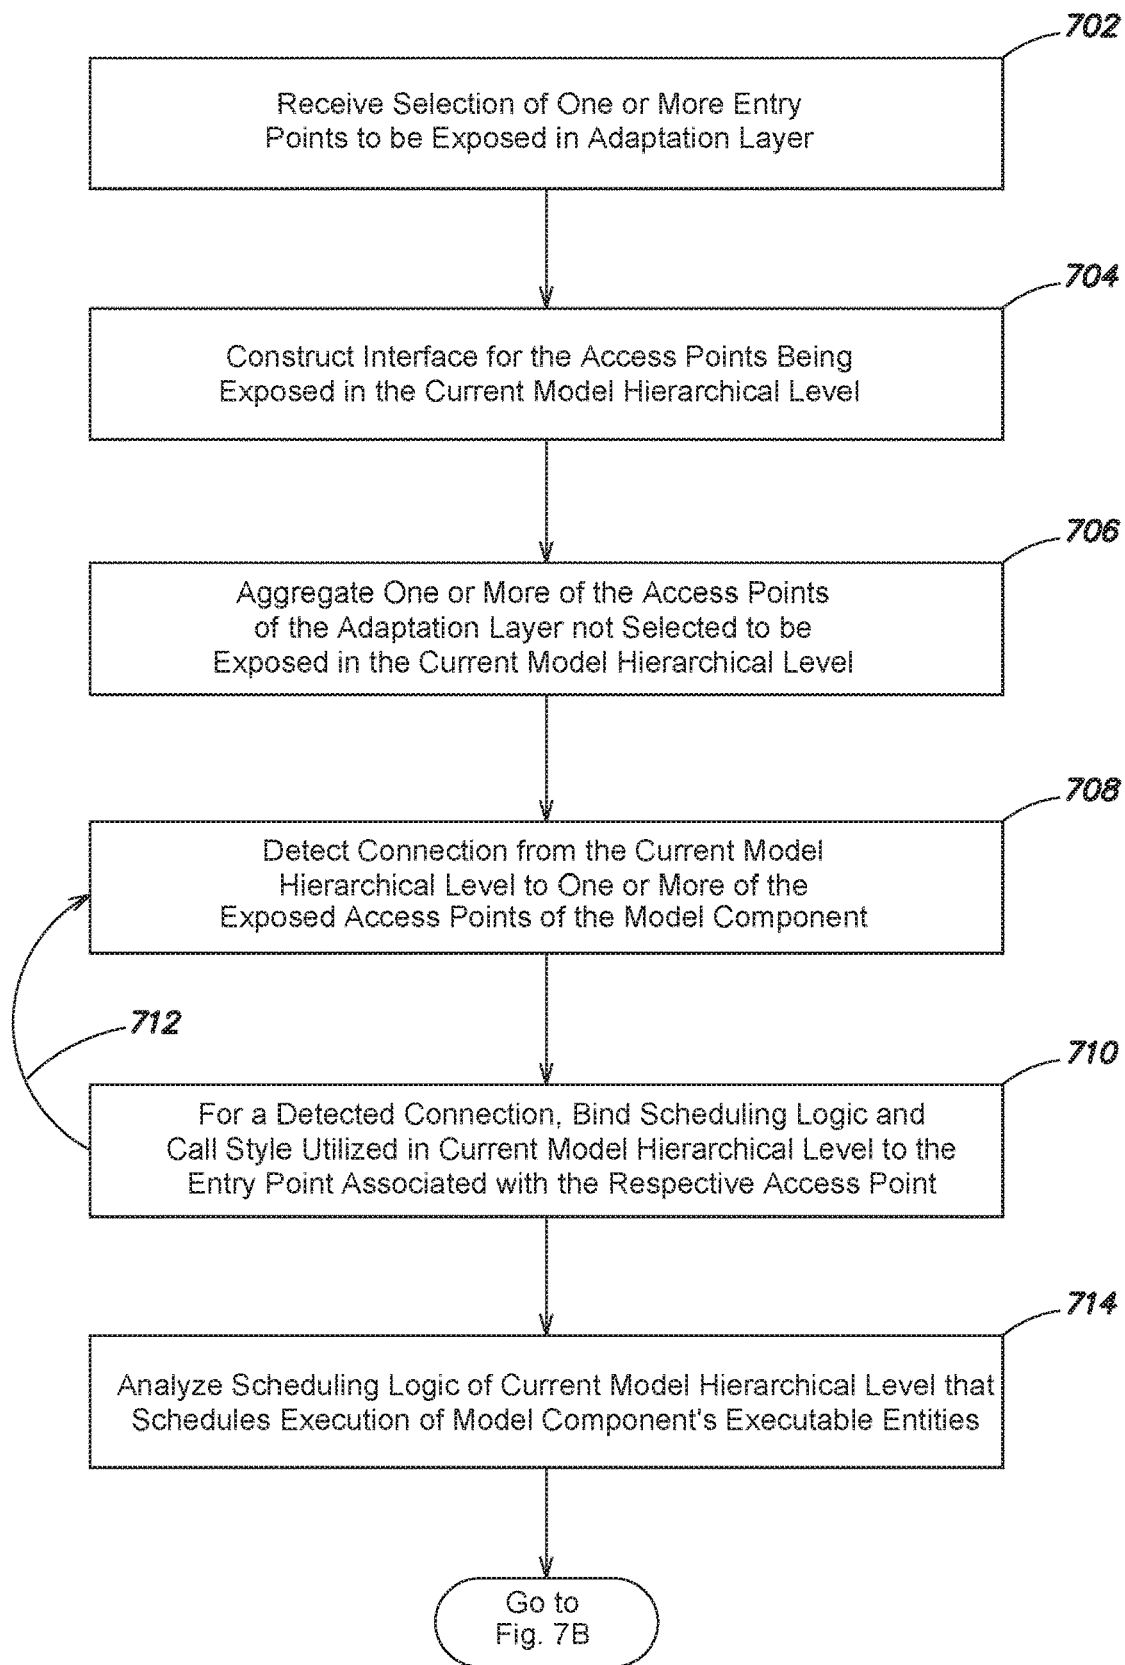 702
Receive Selection of One or More Entry
Points to be Exposed in Adaptation Layer
704
Construct Interface for the Access Points Being
Exposed in the Current Model Hierarchical Level
706
Aggregate One or More of the Access Points
of the Adaptation Layer not Selected to be
Exposed in the Current Model Hierarchical Level
708
Detect Connection from the Current Model
Hierarchical Level to One or More of the
Exposed Access Points of the Model Component
712
710
For a Detected Connection, Bind Scheduling Logic and
Call Style Utilized in Current Model Hierarchical Level to the
Entry Point Associated with the Respective Access Point
714
Analyze Scheduling Logic of Current Model Hierarchical Level that
Schedules Execution of Model Component's Executable Entities
Go to
Fig. 7B